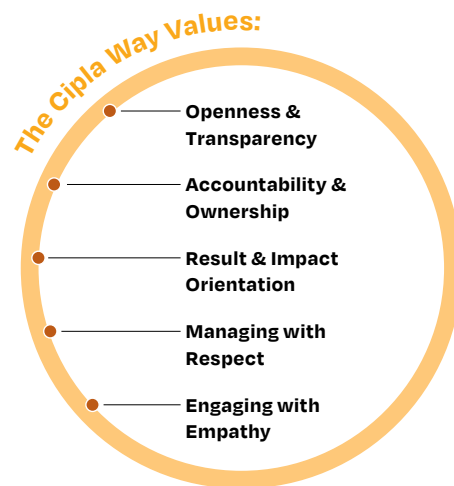 The Cipla Way Values:
Openness &
Transparency
Accountability &
Ownership
Result & Impact
Orientation
Managing with
Respect
Engaging with
Empathy